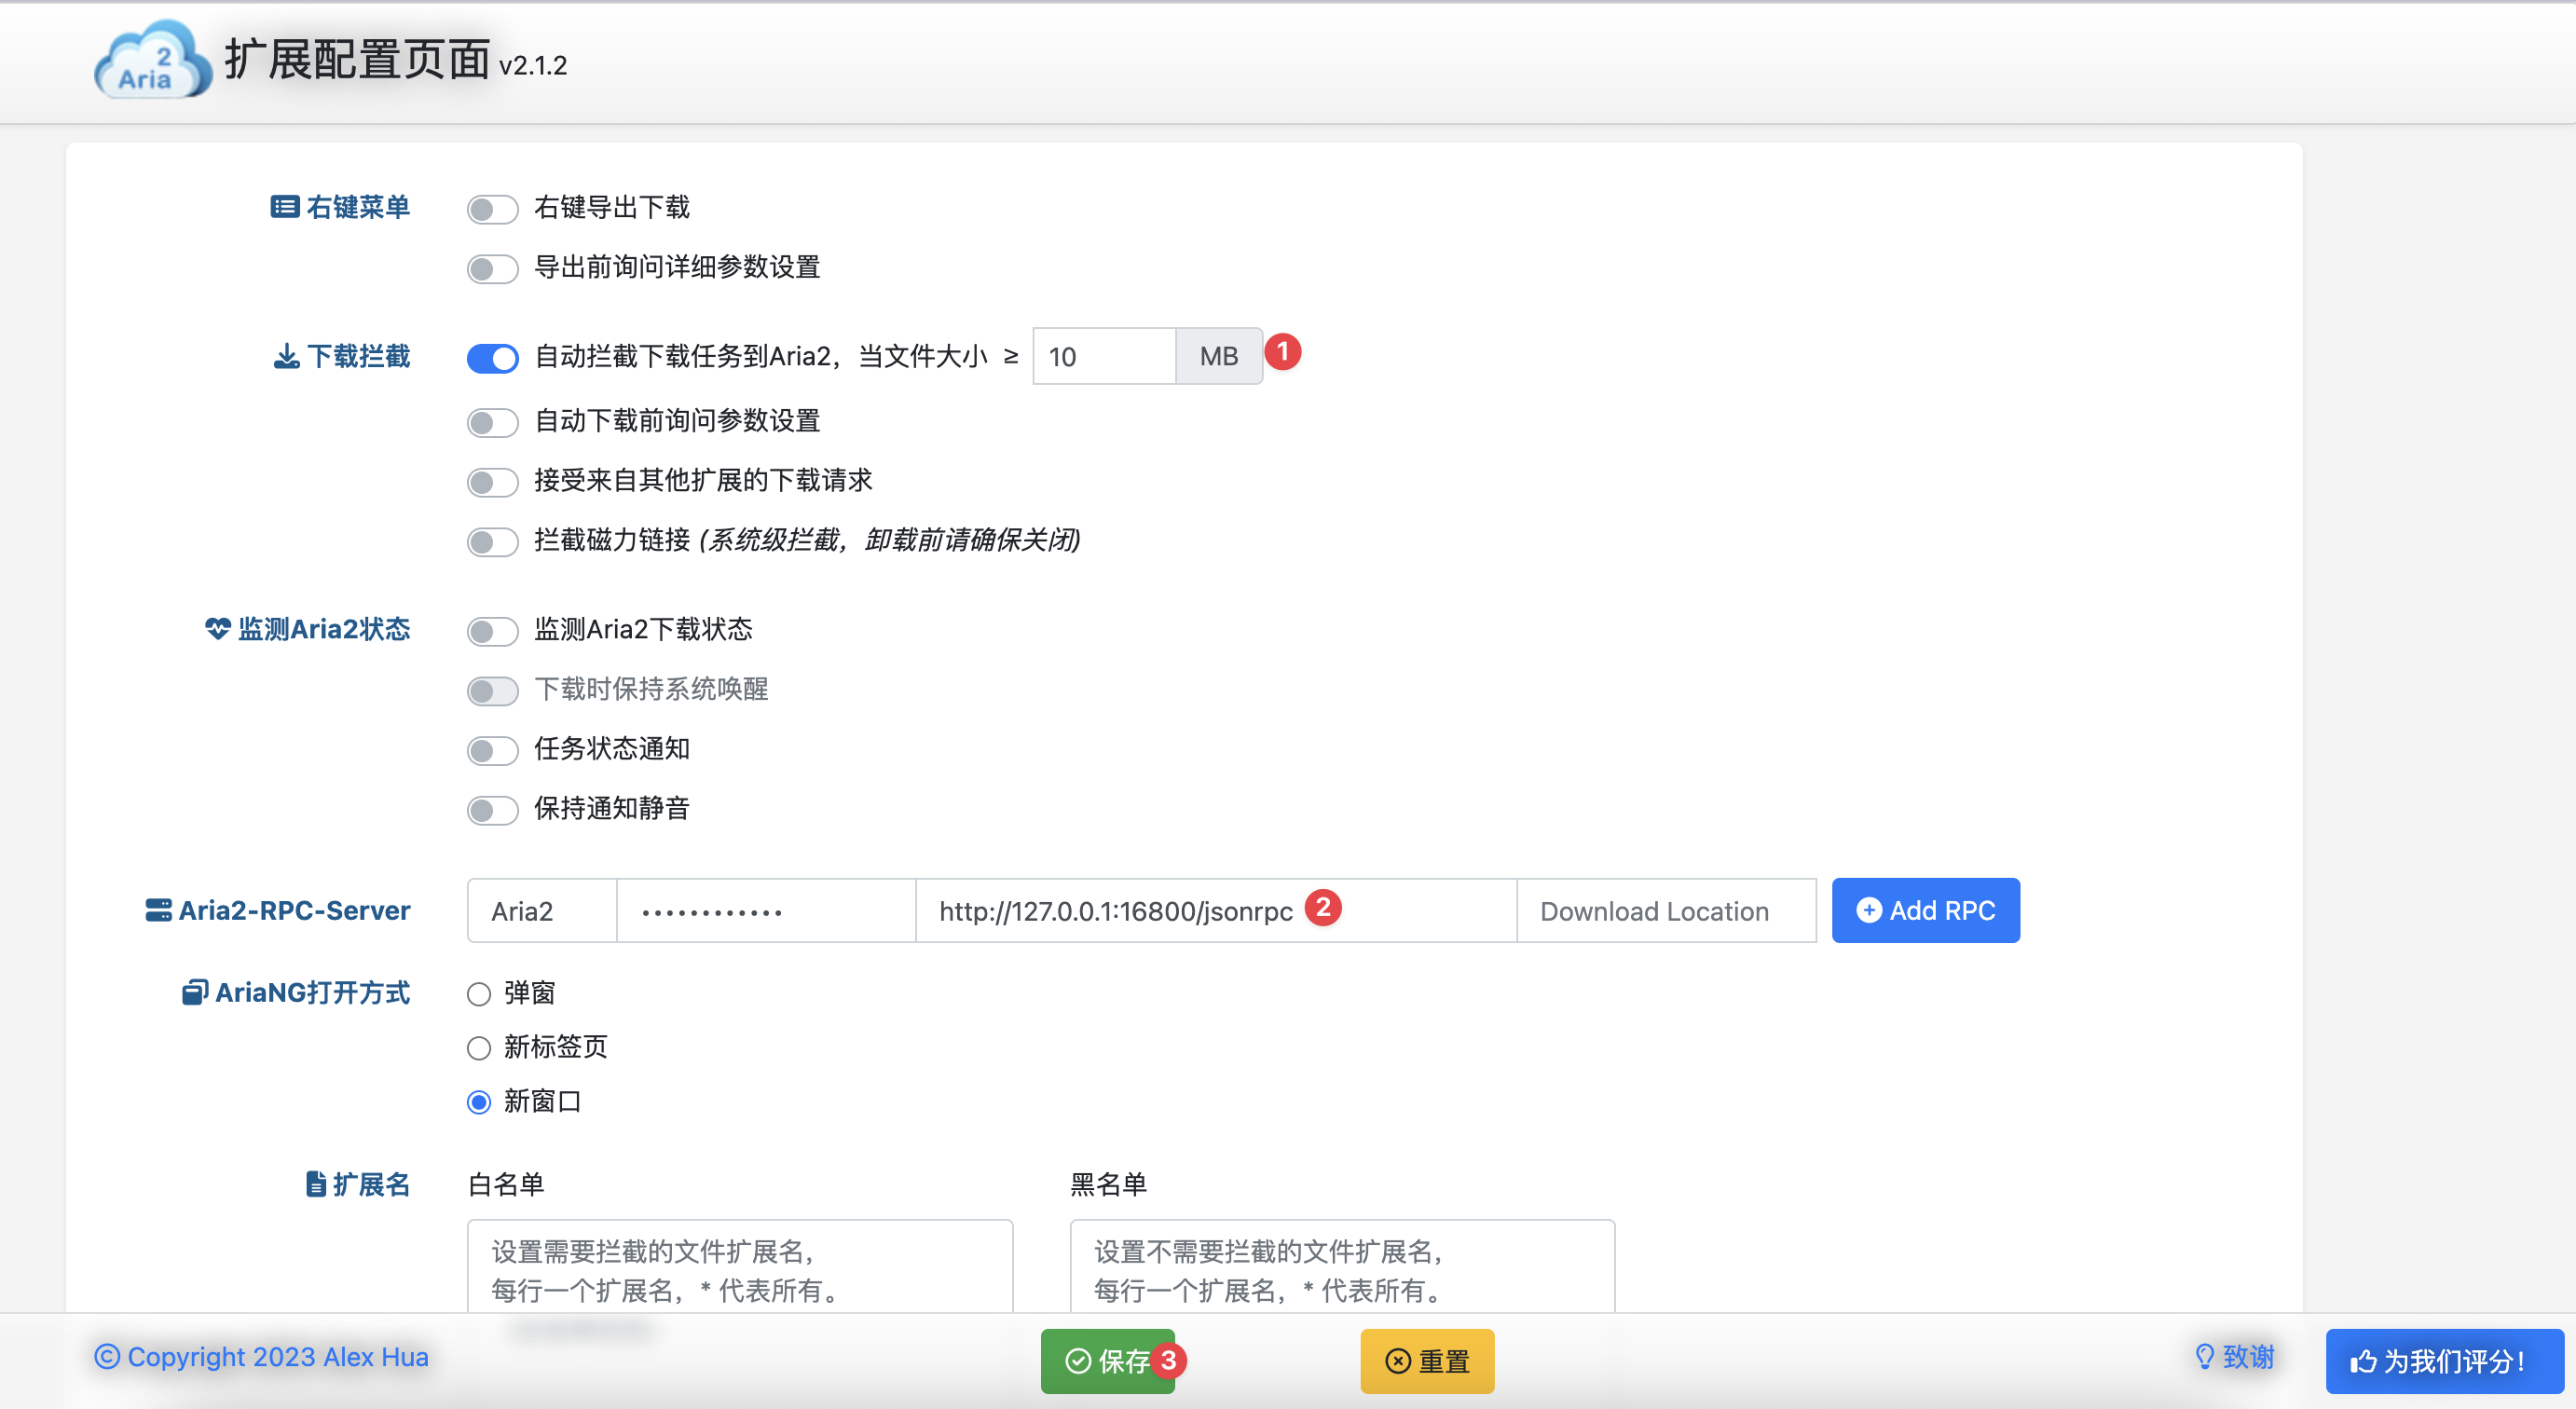 2
Aria
扩展配置页面 v2.1.2
右键菜单
右键导出下载
导出前询问详细参数设置
下载拦截
自动拦截下载任务到Aria2，当文件大小 ≥ 10 MB 1
自动下载前询问参数设置
接受来自其他扩展的下载请求
拦截磁力链接 (系统级拦截，卸载前请确保关闭)
监测Aria2状态
监测Aria2下载状态
下载时保持系统唤醒
任务状态通知
保持通知静音
Aria2-RPC-Server
Aria2 •••••••••••• http://127.0.0.1:16800/jsonrpc 2 Download Location Add RPC
AriaNG打开方式
弹窗
新标签页
新窗口
扩展名
白名单
设置需要拦截的文件扩展名，
每行一个扩展名，* 代表所有。
黑名单
设置不需要拦截的文件扩展名，
每行一个扩展名，* 代表所有。
© Copyright 2023 Alex Hua
保存 3
重置
致谢
为我们评分！